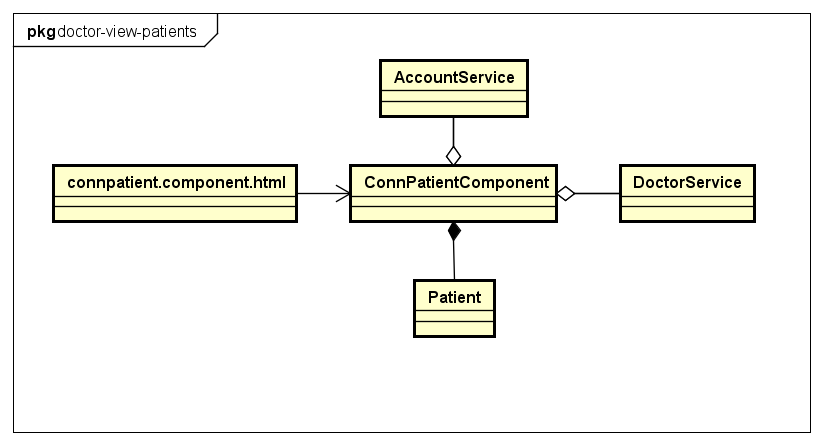 pkg doctor-view-patients
AccountService
connpatient.component.html
ConnPatientComponent
DoctorService
Patient